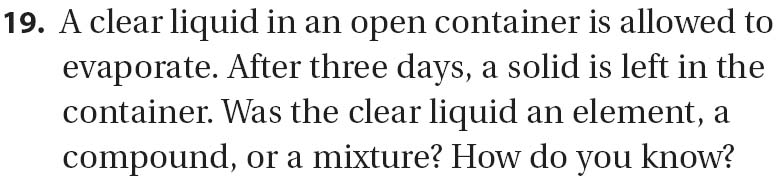 19. A clear liquid in an open container is allowed to
evaporate. After three days, a solid is left in the
container. Was the clear liquid an element, a
compound, or a mixture? How do you know?